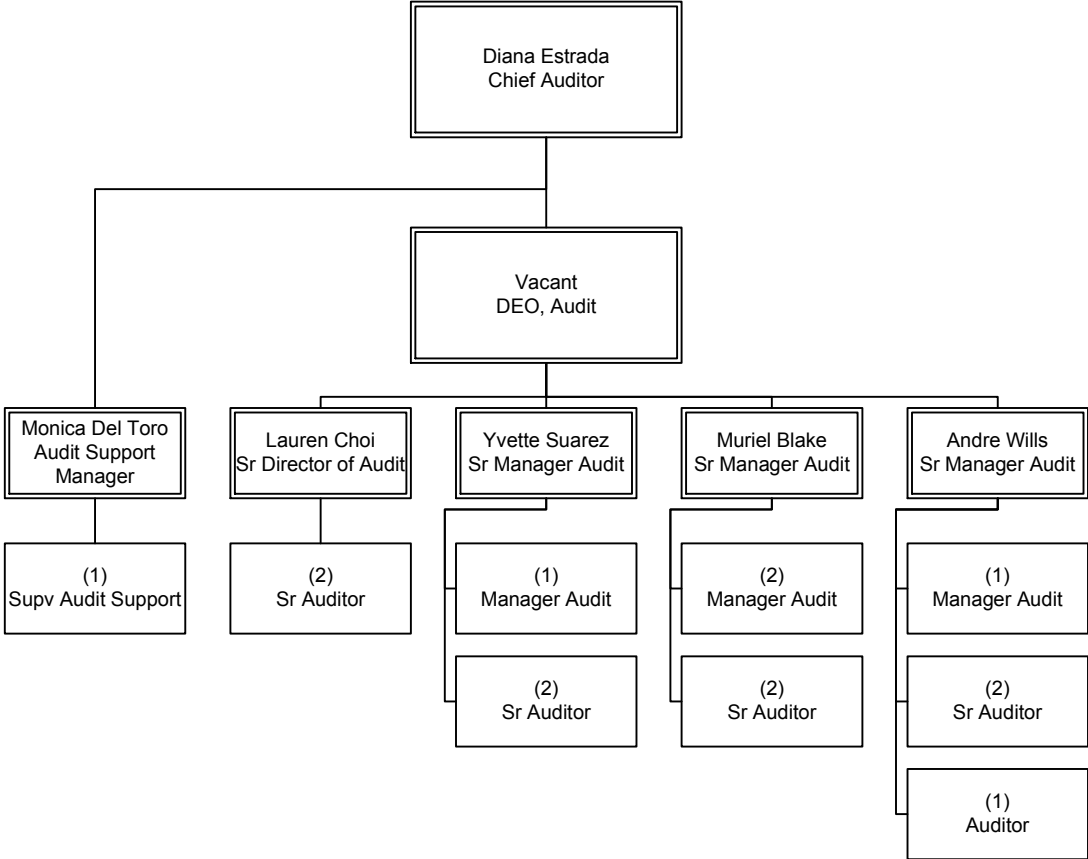 Diana Estrada
Chief Auditor
Vacant
DEO, Audit
Monica Del Toro
Audit Support
Manager
Lauren Choi
Sr Director of Audit
Yvette Suarez
Sr Manager Audit
Muriel Blake
Sr Manager Audit
Andre Wills
Sr Manager Audit
(1)
Supv Audit Support
(2)
Sr Auditor
(1)
Manager Audit
(2)
Manager Audit
(1)
Manager Audit
(2)
Sr Auditor
(2)
Sr Auditor
(2)
Sr Auditor
(1)
Auditor